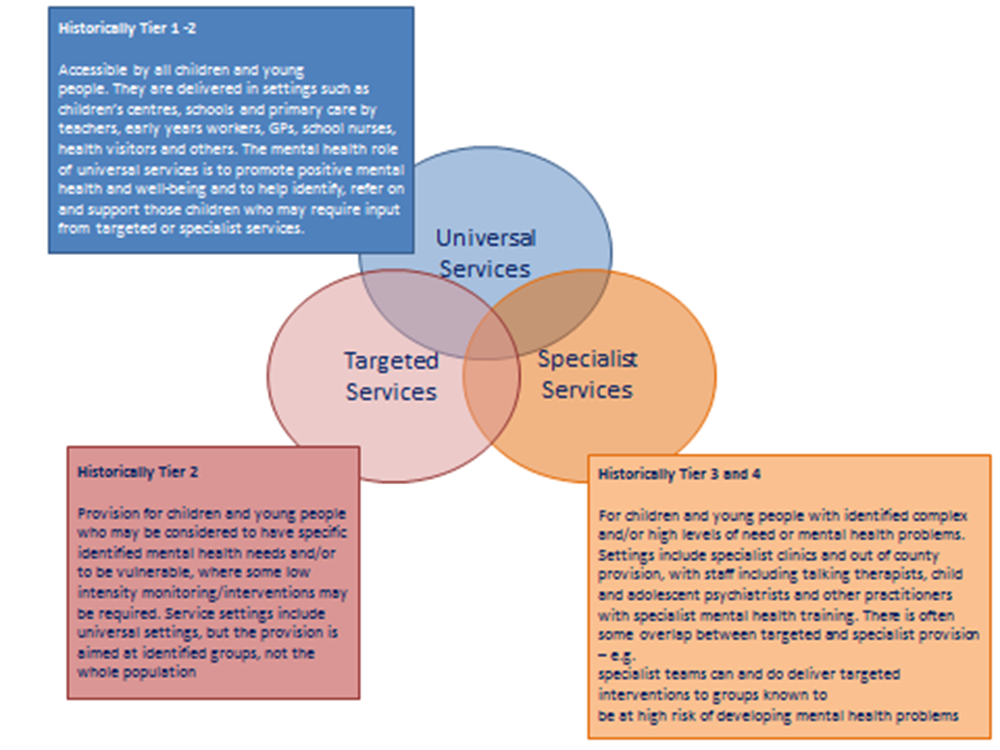 Historically Tier 1 -2
Accessible by all children and young
people. They are delivered in settings such as
children's centres, schools and primary care by
teachers, early years workers, GPs, school nurses,
health visitors and others. The mental health role
of universal services is to promote positive mental
health and well-being and to help identify, refer on
and support those children who may require input
from targeted or specialist services.
Universal
Services
Targeted
Services
Specialist
Services
Historically Tier 2
Provision for children and young people
who may be considered to have specific
identified mental health needs and/or
to be vulnerable, where some low
intensity monitoring/interventions may
be required. Service settings include
universal settings, but the provision is
aimed at identified groups, not the
whole population
Historically Tier 3 and 4
For children and young people with identified complex
and/or high levels of need or mental health problems.
Settings include specialist clinics and out of county
provision, with staff including talking therapists, child
and adolescent psychiatrists and other practitioners
with specialist mental health training. There is often
some overlap between targeted and specialist provision
– e.g.
specialist teams can and do deliver targeted
interventions to groups known to
be at high risk of developing mental health problems